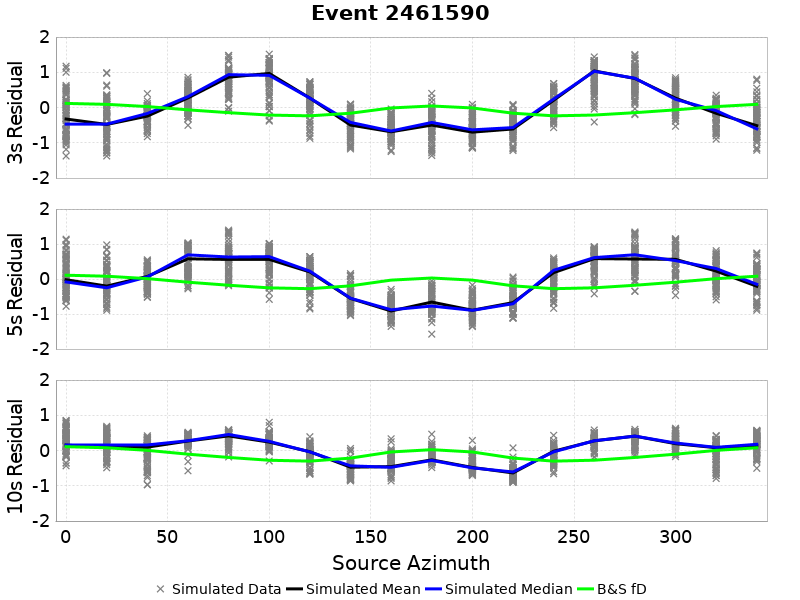 Event 2461590
3s Residual
2
1
0
-1
-2
5s Residual
2
1
0
-1
-2
10s Residual
2
1
0
-1
-2
0 50 100 150 200 250 300
Source Azimuth
Simulated Data Simulated Mean Simulated Median B&S fD